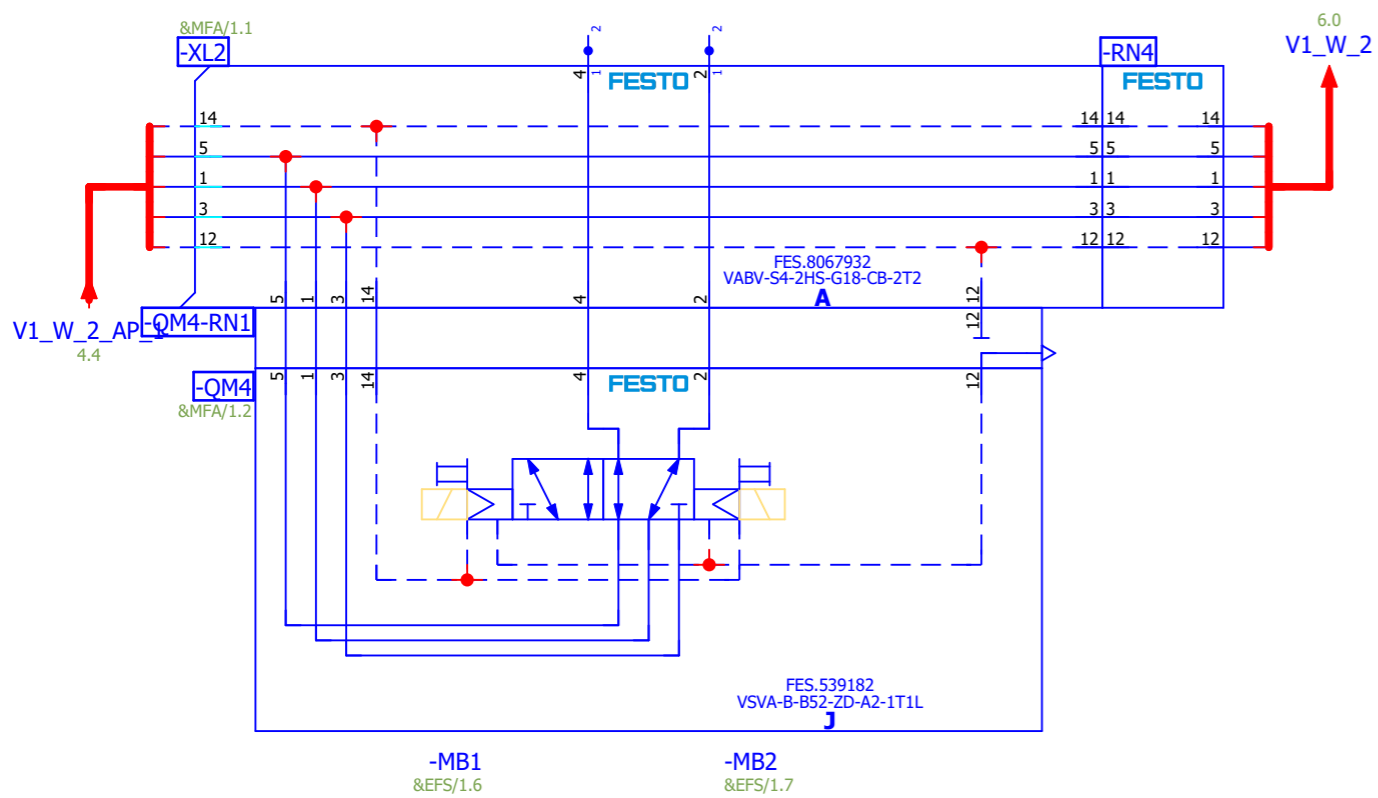 &MFA/1.1
6.0
-XL2
2
2
-RN4
V1_W_2
4
1
2
1
FESTO
FESTO
14
14
14
14
5
5
5
5
1
1
1
1
3
3
3
3
12
12
12
12
FES.8067932
VABV-S4-2HS-G18-CB-2T2
A
5
1
3
14
4
2
12
V1_W_2_AP_1
-QM4-RN1
12
4.4
-QM4
5
1
3
14
4
FESTO
2
12
&MFA/1.2
FES.539182
VSVA-B-B52-ZD-A2-1T1L
J
-MB1
-MB2
&EFS/1.6
&EFS/1.7